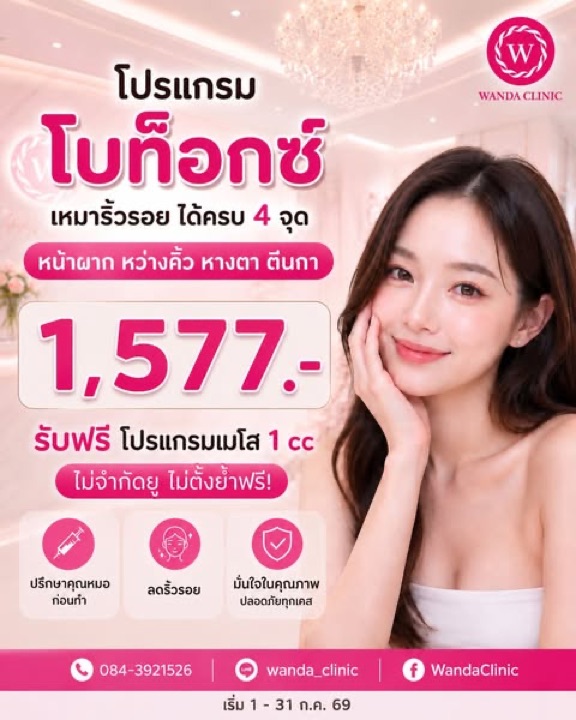 W
WANDA CLINIC
โปรแกรม
โบท็อกซ์
เหมาริ้วรอย ได้ครบ 4 จุด
หน้าผาก หว่างคิ้ว หางตา ตีนกา
1,577.-
รับฟรี โปรแกรมเมโส 1 cc
ไม่จำกัดยู ไม่ตั้งย้ำฟรี!
ปรึกษาคุณหมอ
ก่อนทำ
ลดริ้วรอย
มั่นใจในคุณภาพ
ปลอดภัยทุกเคส
084-3921526
LINE
wanda_clinic
WandaClinic
เริ่ม 1 - 31 ก.ค. 69